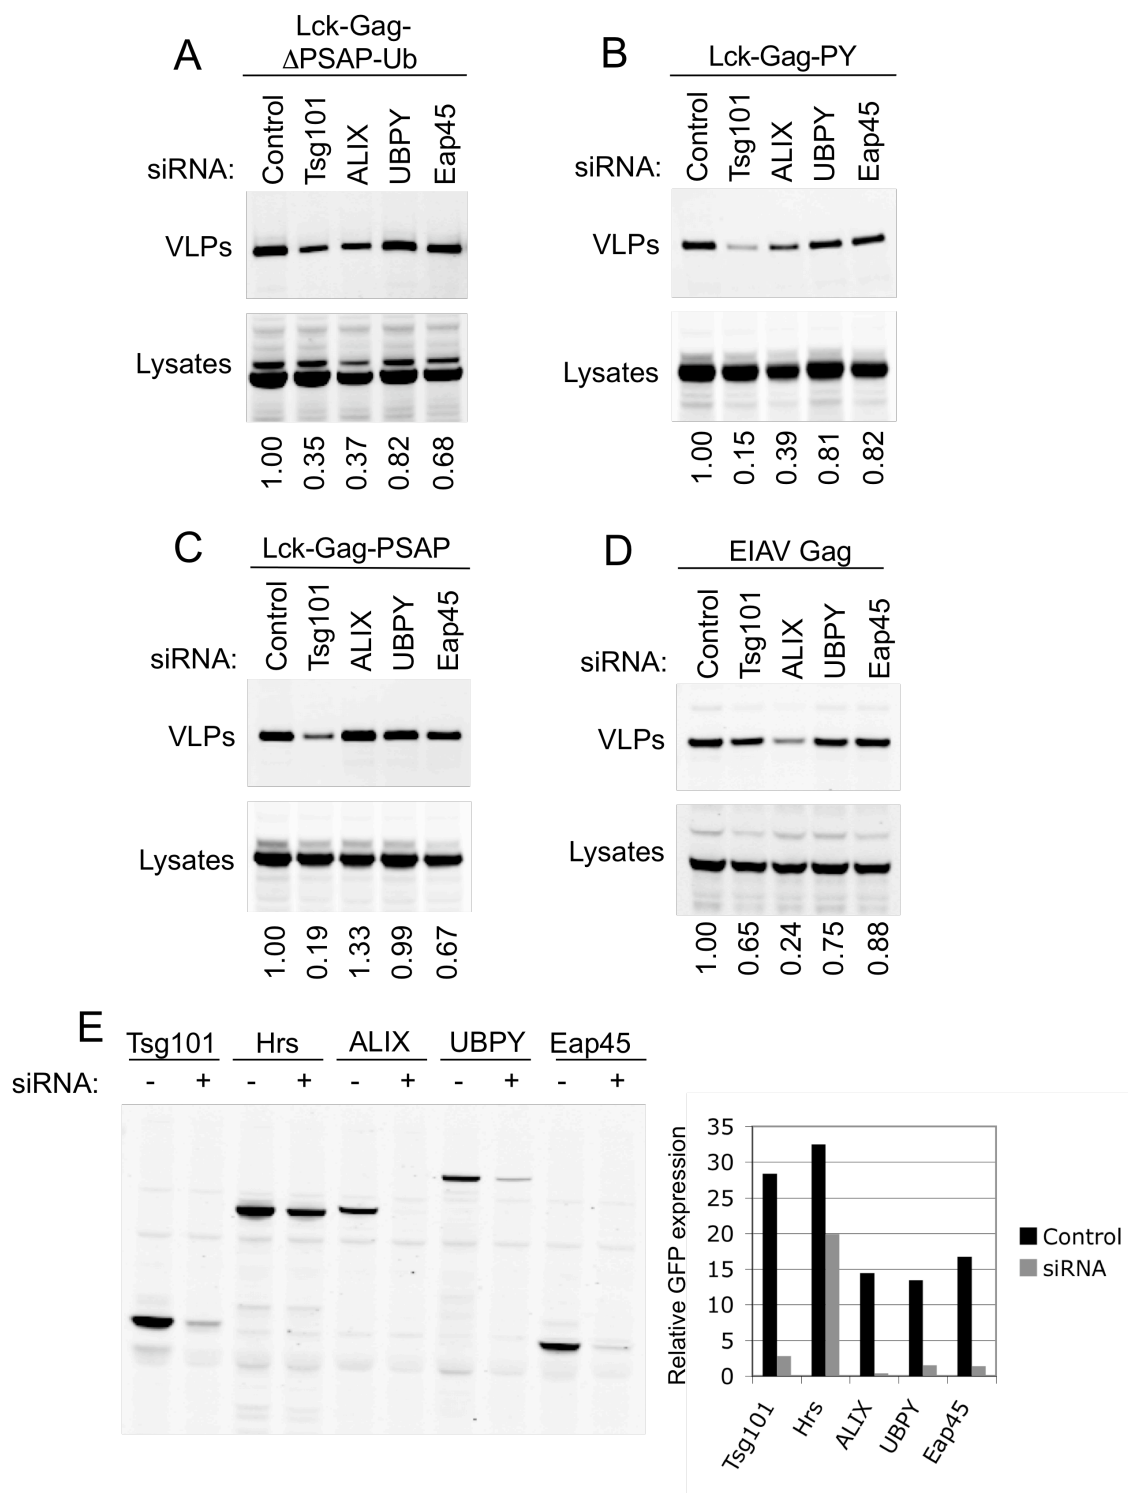 A
Lck-Gag-
ΔPSAP-Ub
siRNA: Control Tsg101 ALIX UBPY Eap45
VLPs
Lysates
1.00 0.35 0.37 0.82 0.68
B
Lck-Gag-PY
siRNA: Control Tsg101 ALIX UBPY Eap45
VLPs
Lysates
1.00 0.15 0.39 0.81 0.82
C
Lck-Gag-PSAP
siRNA: Control Tsg101 ALIX UBPY Eap45
VLPs
Lysates
1.00 0.19 1.33 0.99 0.67
D
EIAV Gag
siRNA: Control Tsg101 ALIX UBPY Eap45
VLPs
Lysates
1.00 0.65 0.24 0.75 0.88
E
Tsg101 Hrs ALIX UBPY Eap45
siRNA: - + - + - + - + - +
Relative GFP expression
35
30
25
20
15
10
5
0
Tsg101 Hrs ALIX UBPY Eap45
Control
siRNA